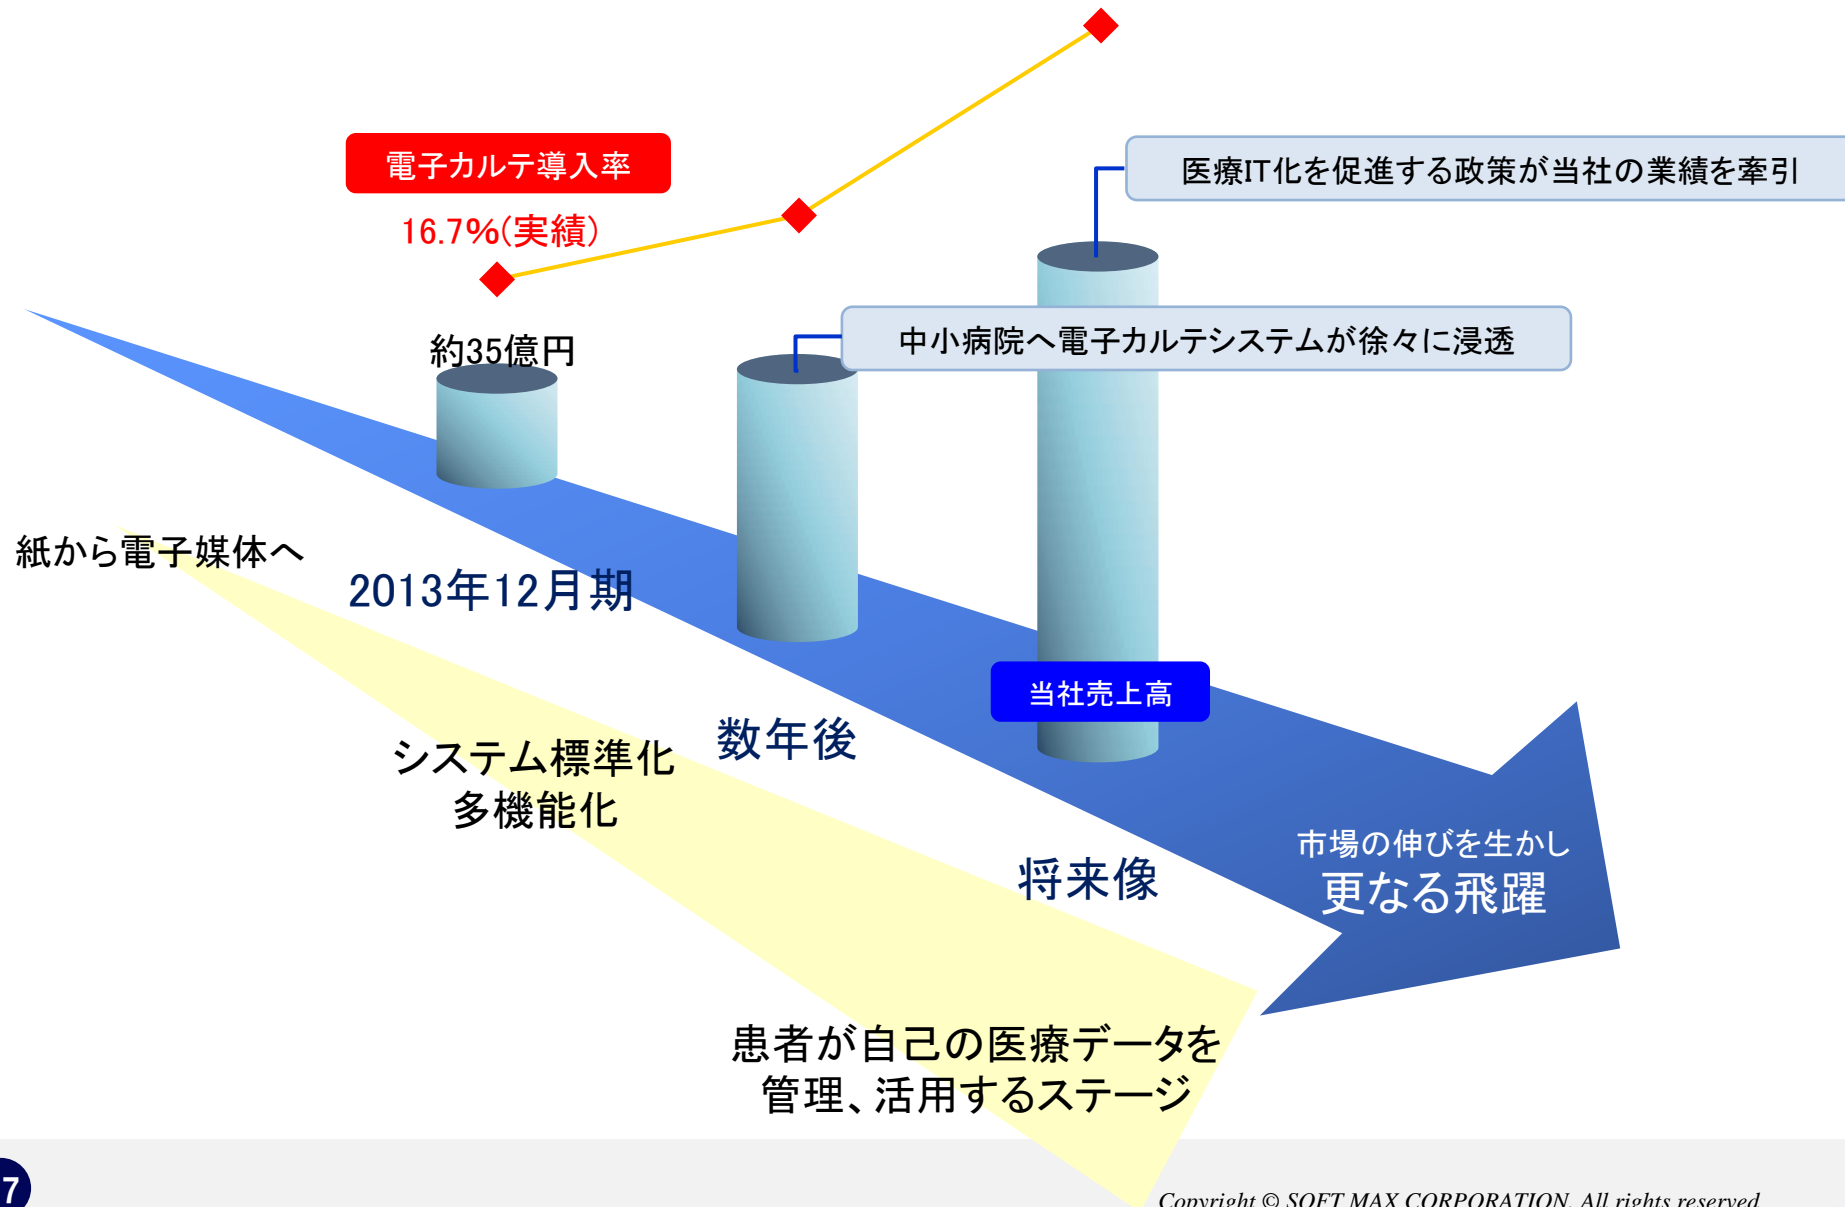 電子カルテ導入率
16.7%(実績)
医療IT化を促進する政策が当社の業績を牽引
中小病院へ電子カルテシステムが徐々に浸透
約35億円
紙から電子媒体へ
2013年12月期
当社売上高
数年後
システム標準化
多機能化
市場の伸びを生かし
更なる飛躍
将来像
患者が自己の医療データを
管理、活用するステージ
7
Copyright © SOFT MAX CORPORATION. All rights reserved